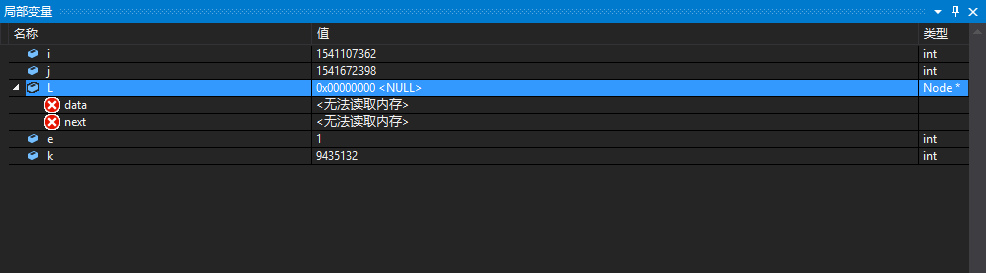 局部变量
名称 值 类型
i 1541107362 int
j 1541672398 int
L 0x00000000 <NULL> Node *
data <无法读取内存>
next <无法读取内存>
e 1 int
k 9435132 int